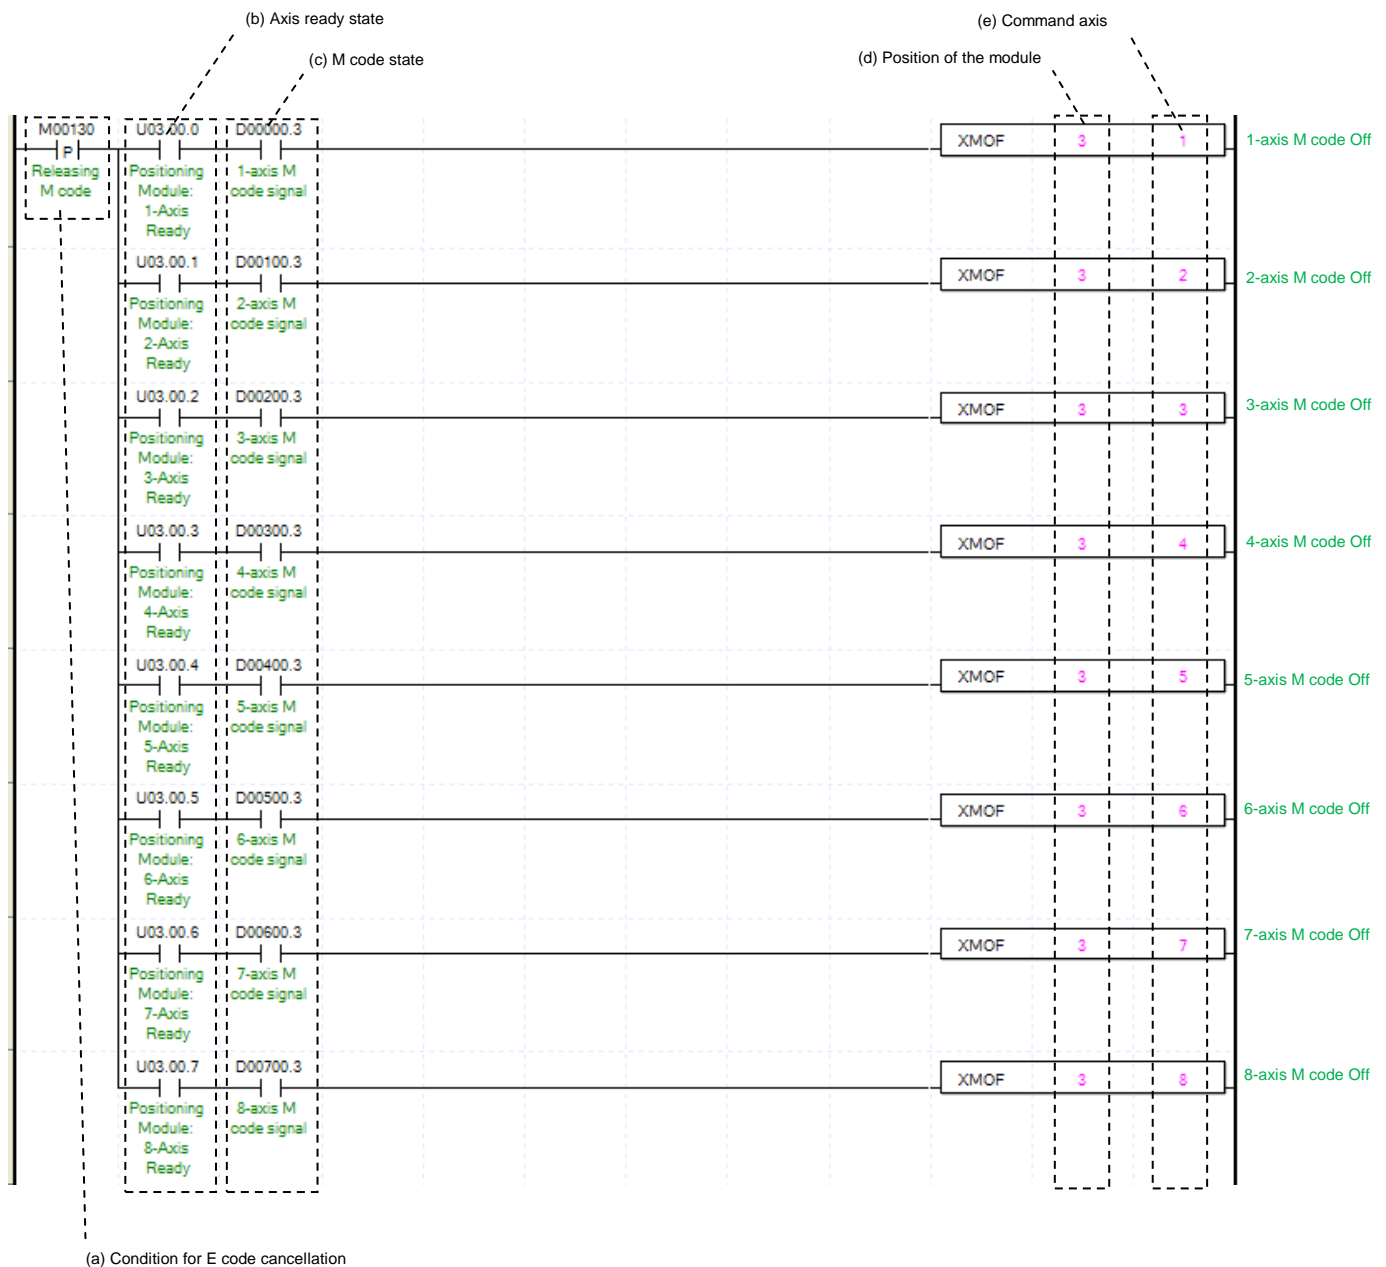 (b) Axis ready state
(e) Command axis
(c) M code state
(d) Position of the module
M00130
U03.00.0
D00000.3
P
XMOF 3 1
1-axis M code Off
Releasing
M code
Positioning
Module:
1-Axis
Ready
1-axis M
code signal
U03.00.1
D00100.3
XMOF 3 2
2-axis M code Off
Positioning
Module:
2-Axis
Ready
2-axis M
code signal
U03.00.2
D00200.3
XMOF 3 3
3-axis M code Off
Positioning
Module:
3-Axis
Ready
3-axis M
code signal
U03.00.3
D00300.3
XMOF 3 4
4-axis M code Off
Positioning
Module:
4-Axis
Ready
4-axis M
code signal
U03.00.4
D00400.3
XMOF 3 5
5-axis M code Off
Positioning
Module:
5-Axis
Ready
5-axis M
code signal
U03.00.5
D00500.3
XMOF 3 6
6-axis M code Off
Positioning
Module:
6-Axis
Ready
6-axis M
code signal
U03.00.6
D00600.3
XMOF 3 7
7-axis M code Off
Positioning
Module:
7-Axis
Ready
7-axis M
code signal
U03.00.7
D00700.3
XMOF 3 8
8-axis M code Off
Positioning
Module:
8-Axis
Ready
8-axis M
code signal
(a) Condition for E code cancellation